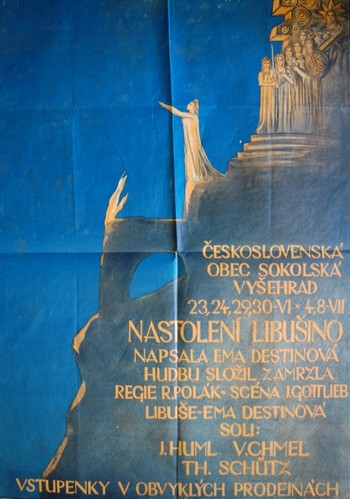 ČESKOSLOVENSKÁ
OBEC SOKOLSKÁ
VYŠEHRAD
23, 24, 29, 30·VI × 4, 8·VII
NASTOLENÍ LIBUŠINO
NAPSALA EMA DESTINOVÁ
HUDBU SLOŽIL Z.AMRZLA
REGIE R.POLÁK · SCÉNA J.GOTTLIEB
LIBUŠE-EMA DESTINOVÁ
SOLI:
J. HUML V.CHMEL
TH. SCHÜTZ
VSTUPENKY V OBVYKLÝCH PRODEJNÁCH